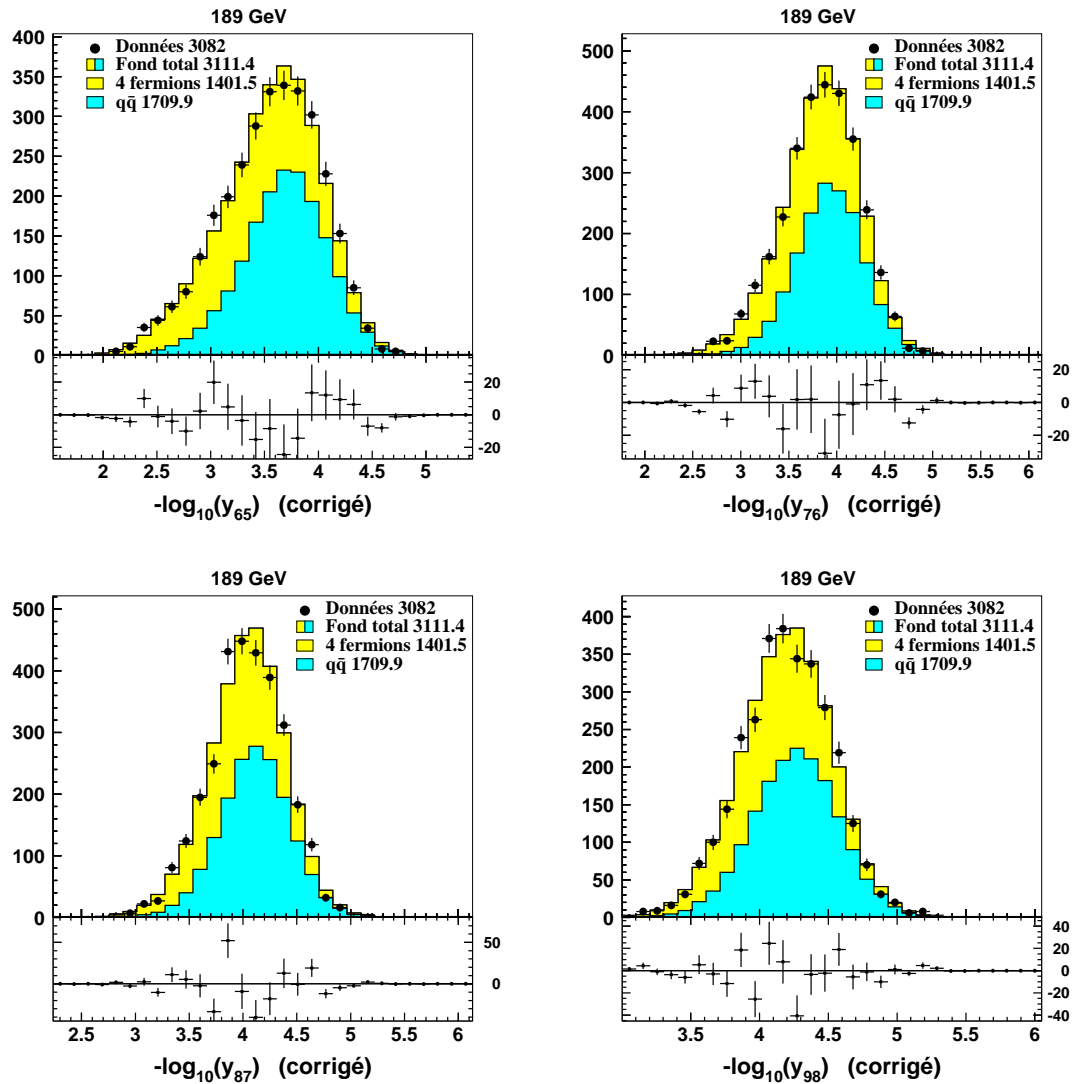 189 GeV
Données 3082
Fond total 3111.4
4 fermions 1401.5
qq̄ 1709.9
400
350
300
250
200
150
100
50
0
20
0
-20
2 2.5 3 3.5 4 4.5 5
-log10(y65) (corrigé)
189 GeV
Données 3082
Fond total 3111.4
4 fermions 1401.5
qq̄ 1709.9
500
400
300
200
100
0
20
0
-20
2 2.5 3 3.5 4 4.5 5 5.5 6
-log10(y76) (corrigé)
189 GeV
Données 3082
Fond total 3111.4
4 fermions 1401.5
qq̄ 1709.9
500
400
300
200
100
0
50
0
2.5 3 3.5 4 4.5 5 5.5 6
-log10(y87) (corrigé)
189 GeV
Données 3082
Fond total 3111.4
4 fermions 1401.5
qq̄ 1709.9
400
350
300
250
200
150
100
50
0
40
20
0
-20
-40
3.5 4 4.5 5 5.5 6
-log10(y98) (corrigé)